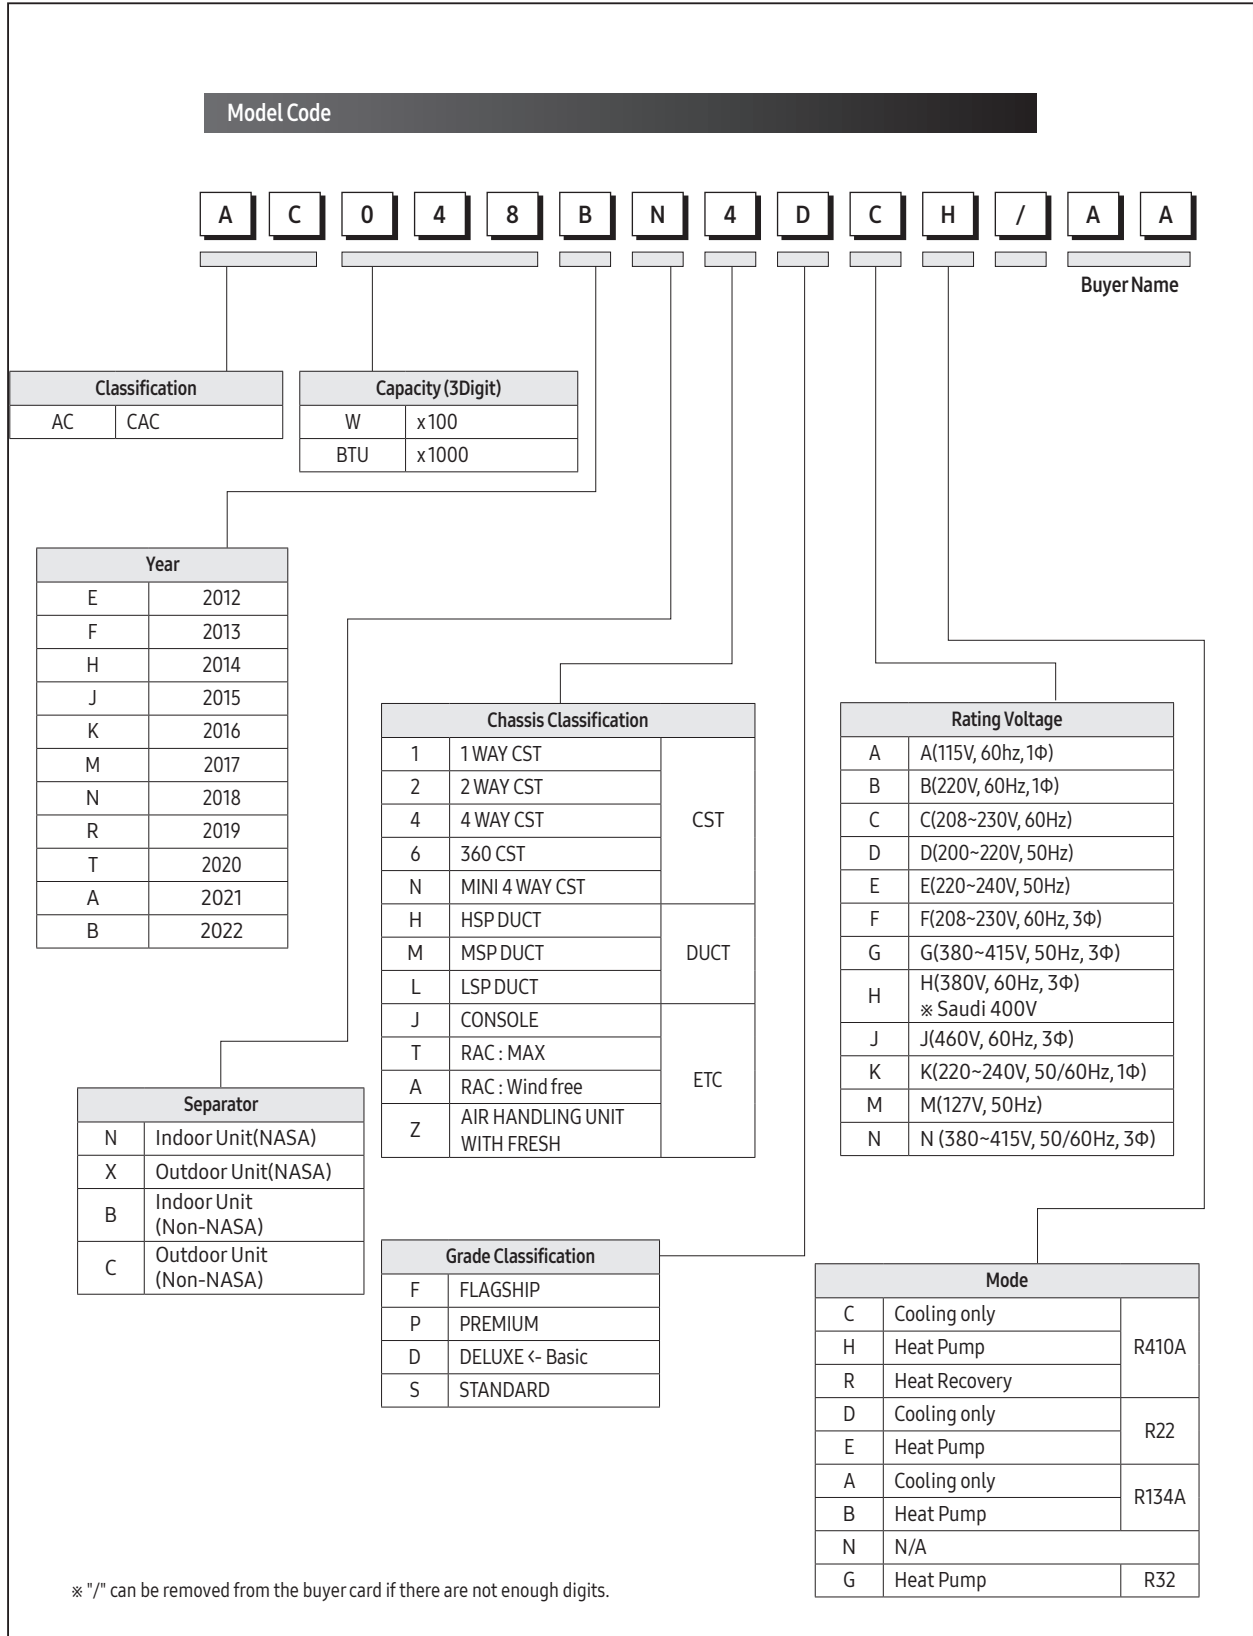 Model Code
A C 0 4 8 B N 4 D C H / A A
Buyer Name
Classification
AC CAC
Capacity (3Digit)
W x100
BTU x1000
Year
E 2012
F 2013
H 2014
J 2015
K 2016
M 2017
N 2018
R 2019
T 2020
A 2021
B 2022
Separator
N Indoor Unit(NASA)
X Outdoor Unit(NASA)
B Indoor Unit
(Non-NASA)
C Outdoor Unit
(Non-NASA)
Chassis Classification
1 1 WAY CST
2 2 WAY CST
4 4 WAY CST CST
6 360 CST
N MINI 4 WAY CST
H HSP DUCT
M MSP DUCT DUCT
L LSP DUCT
J CONSOLE
T RAC : MAX
A RAC : Wind free ETC
Z AIR HANDLING UNIT
WITH FRESH
Grade Classification
F FLAGSHIP
P PREMIUM
D DELUXE <- Basic
S STANDARD
Rating Voltage
A A(115V, 60hz, 1Φ)
B B(220V, 60Hz, 1Φ)
C C(208~230V, 60Hz)
D D(200~220V, 50Hz)
E E(220~240V, 50Hz)
F F(208~230V, 60Hz, 3Φ)
G G(380~415V, 50Hz, 3Φ)
H H(380V, 60Hz, 3Φ)
※ Saudi 400V
J J(460V, 60Hz, 3Φ)
K K(220~240V, 50/60Hz, 1Φ)
M M(127V, 50Hz)
N N (380~415V, 50/60Hz, 3Φ)
Mode
C Cooling only
H Heat Pump R410A
R Heat Recovery
D Cooling only R22
E Heat Pump
A Cooling only R134A
B Heat Pump
N N/A
G Heat Pump R32
※ "/" can be removed from the buyer card if there are not enough digits.